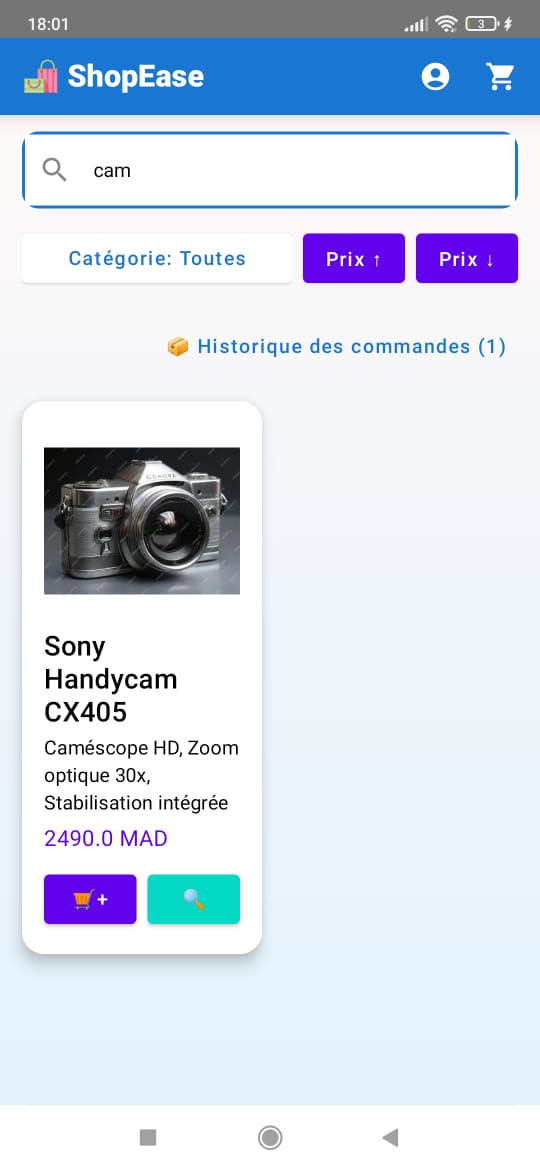 18:01
3
ShopEase
cam
Catégorie: Toutes
Prix ↑
Prix ↓
Historique des commandes (1)
Sony
Handycam
CX405
Caméscope HD, Zoom
optique 30x,
Stabilisation intégrée
2490.0 MAD
+